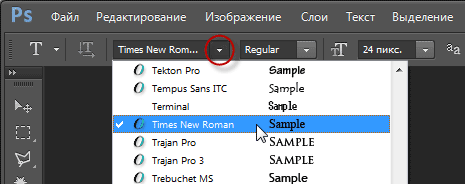 Ps Файл Редактирование Изображение Слои Текст Выделение
T Times New Rom... Regular T 24 пикс. aa
Tekton Pro Sample
Tempus Sans ITC Sample
Terminal Sample
Times New Roman Sample
Trajan Pro SAMPLE
Trajan Pro 3 SAMPLE
Trebuchet MS Sample